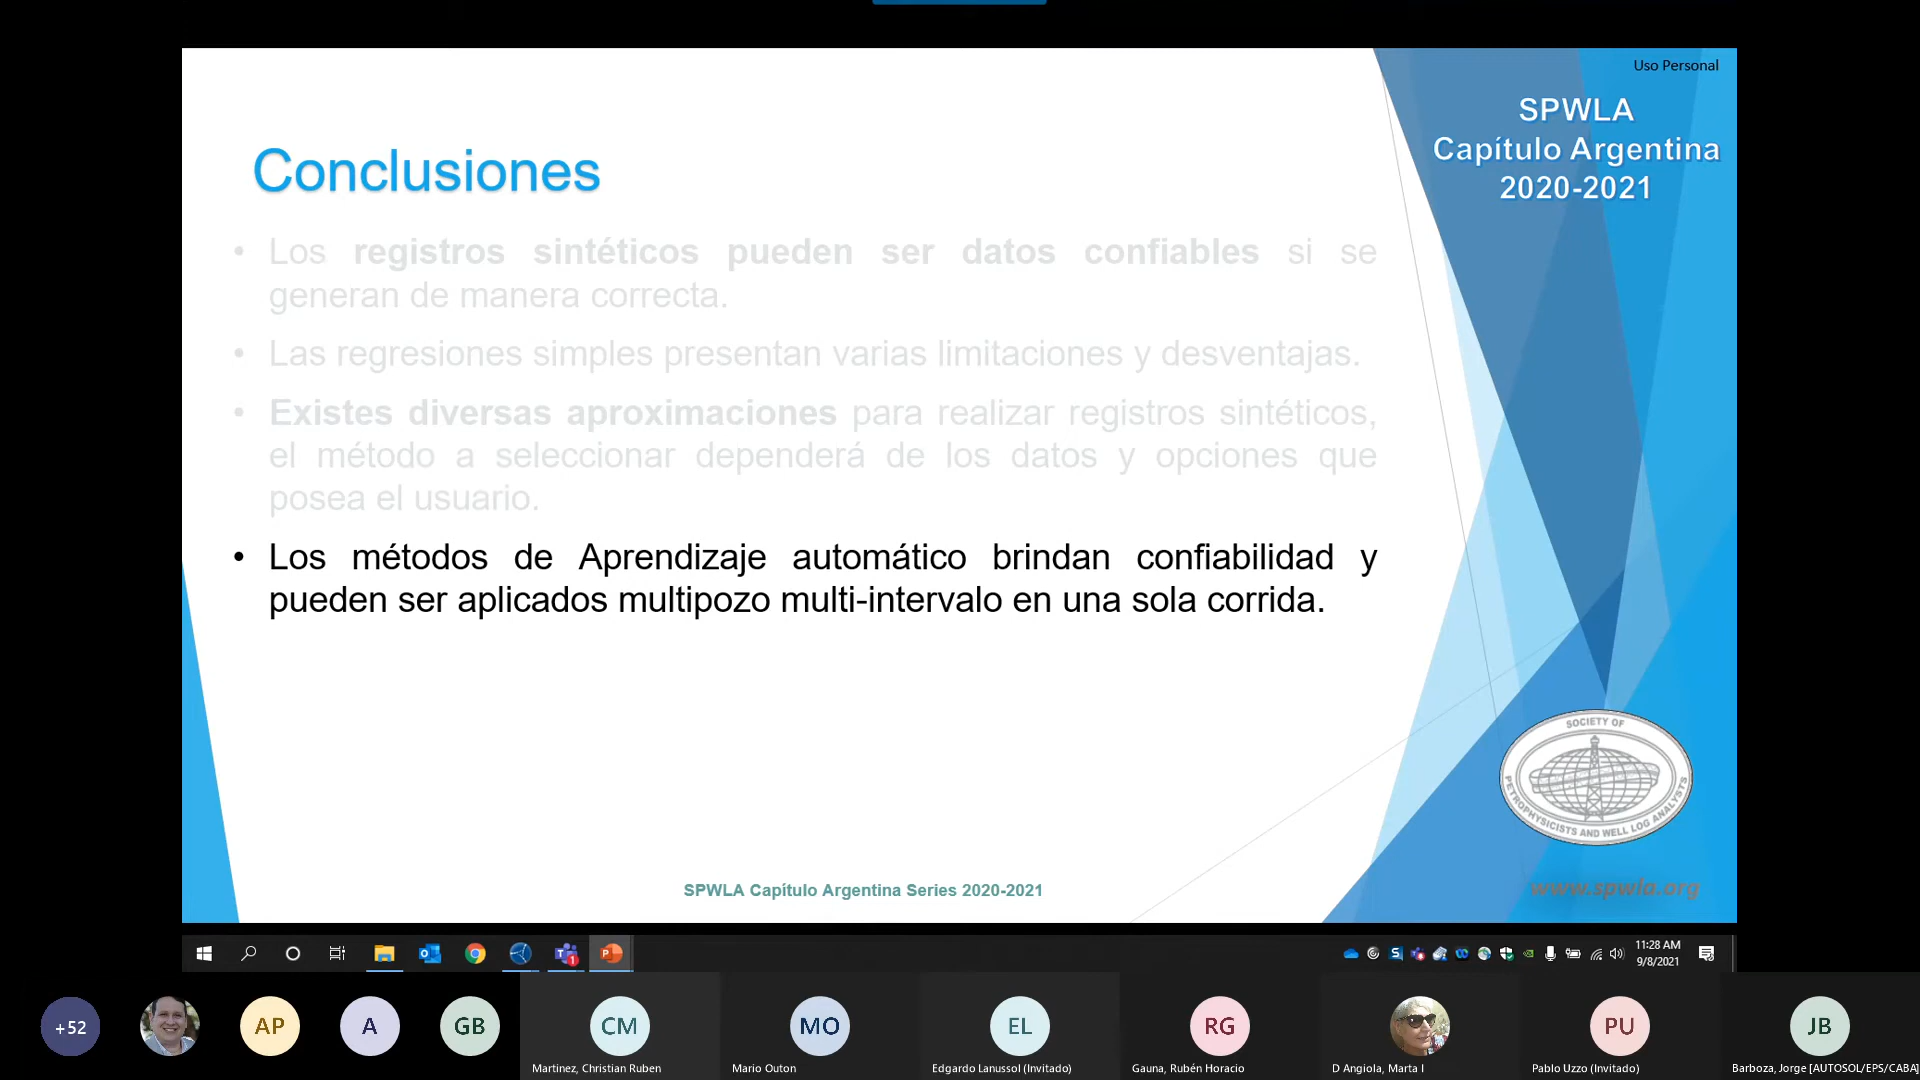 Uso Personal
SPWLA
Capítulo Argentina
2020-2021
Conclusiones
• Los registros sintéticos pueden ser datos confiables si se
generan de manera correcta.
• Las regresiones simples presentan varias limitaciones y desventajas.
• Existes diversas aproximaciones para realizar registros sintéticos,
el método a seleccionar dependerá de los datos y opciones que
posea el usuario.
• Los métodos de Aprendizaje automático brindan confiabilidad y
pueden ser aplicados multipozo multi-intervalo en una sola corrida.
SOCIETY OF
PETROPHYSICISTS AND WELL LOG ANALYSTS
SPWLA Capítulo Argentina Series 2020-2021
www.spwla.org
11:28 AM
9/8/2021
+52
AP
A
GB
CM
MO
EL
RG
PU
JB
Martinez, Christian Ruben
Mario Outon
Edgardo Lanussol (Invitado)
Gauna, Rubén Horacio
D Angiola, Marta I
Pablo Uzzo (Invitado)
Barboza, Jorge [AUTOSOL/EPS/CABA]